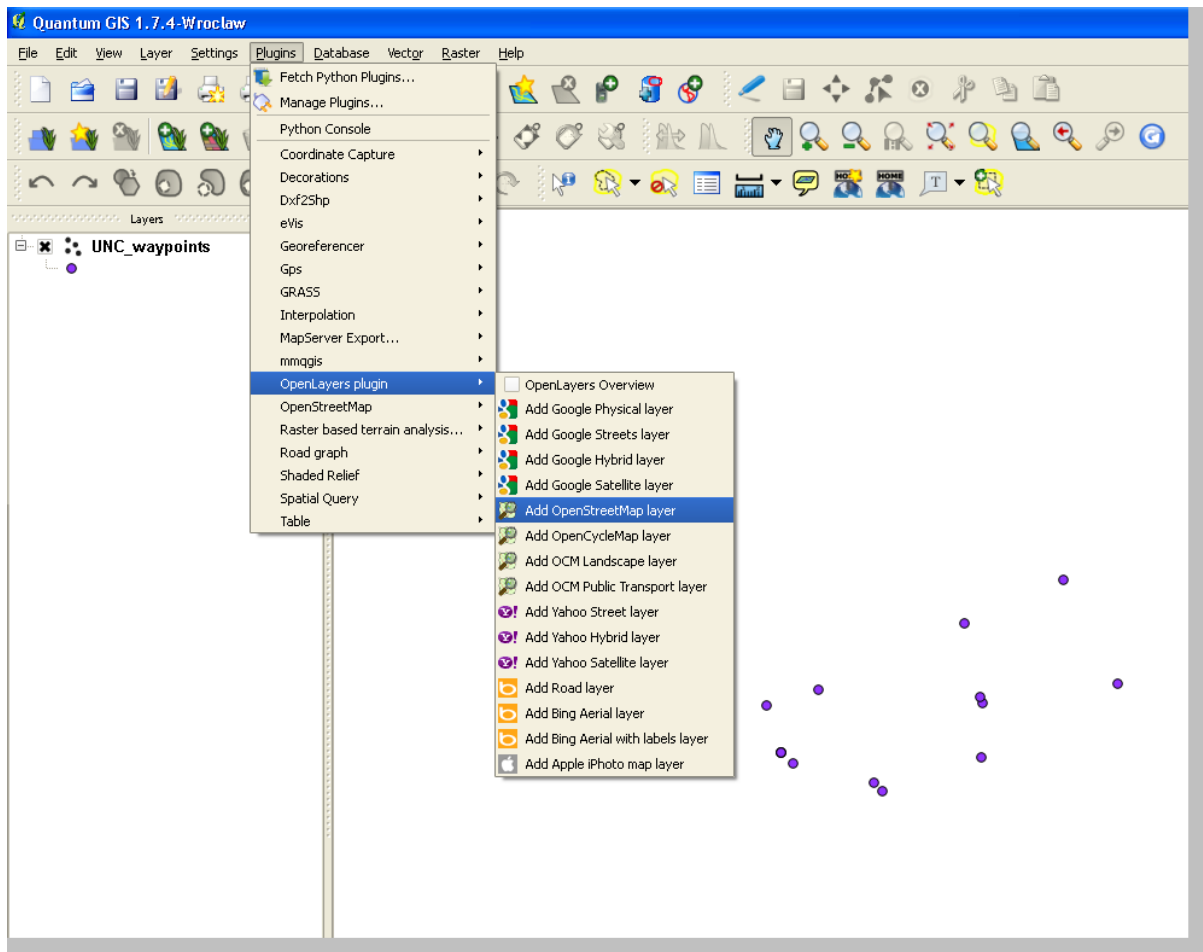 Quantum GIS 1.7.4-Wroclaw
File Edit View Layer Settings Plugins Database Vector Raster Help
Layers
UNC_waypoints
Fetch Python Plugins...
Manage Plugins...
Python Console
Coordinate Capture
Decorations
Dxf2Shp
eVis
Georeferencer
Gps
GRASS
Interpolation
MapServer Export...
mmqgis
OpenLayers plugin
OpenStreetMap
Raster based terrain analysis...
Road graph
Shaded Relief
Spatial Query
Table
OpenLayers Overview
Add Google Physical layer
Add Google Streets layer
Add Google Hybrid layer
Add Google Satellite layer
Add OpenStreetMap layer
Add OpenCycleMap layer
Add OCM Landscape layer
Add OCM Public Transport layer
Add Yahoo Street layer
Add Yahoo Hybrid layer
Add Yahoo Satellite layer
Add Road layer
Add Bing Aerial layer
Add Bing Aerial with labels layer
Add Apple iPhoto map layer